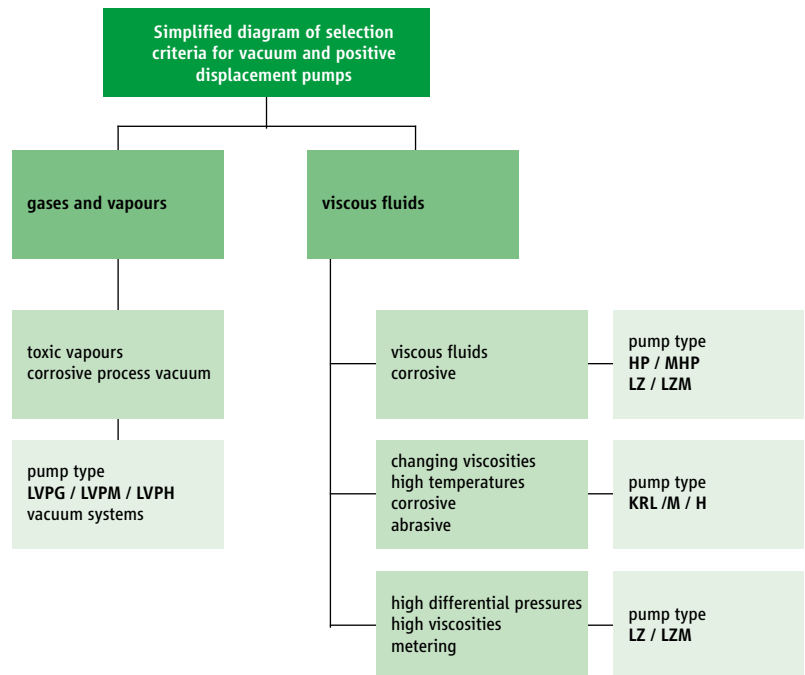 Simplified diagram of selection
criteria for vacuum and positive
displacement pumps
gases and vapours
viscous fluids
toxic vapours
corrosive process vacuum
pump type
LVPG / LVPM / LVPH
vacuum systems
viscous fluids
corrosive
pump type
HP / MHP
LZ / LZM
changing viscosities
high temperatures
corrosive
abrasive
pump type
KRL /M / H
high differential pressures
high viscosities
metering
pump type
LZ / LZM